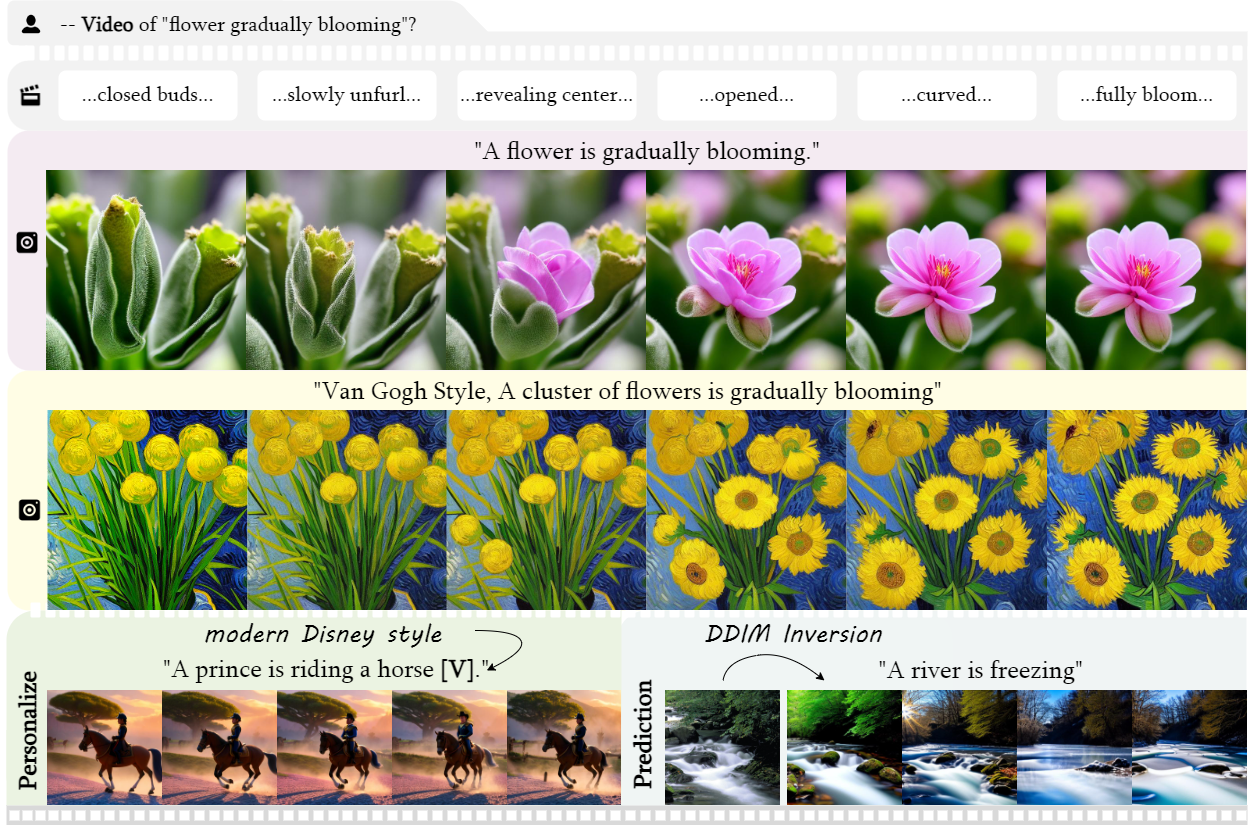 -- Video of "flower gradually blooming"?
...closed buds...
...slowly unfurl...
...revealing center...
...opened...
...curved...
...fully bloom...
"A flower is gradually blooming."
"Van Gogh Style, A cluster of flowers is gradually blooming"
Personalize
modern Disney style
"A prince is riding a horse [V]."
Prediction
DDIM Inversion
"A river is freezing"